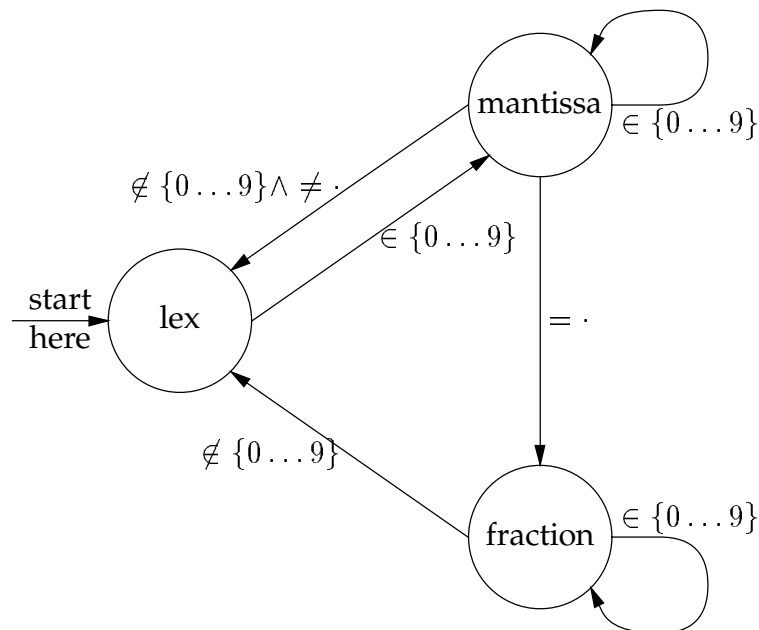 mantissa
∈ {0 … 9}
∉ {0 … 9}∧ ≠ ·
∈ {0 … 9}
start
here
lex
= ·
∉ {0 … 9}
∈ {0 … 9}
fraction